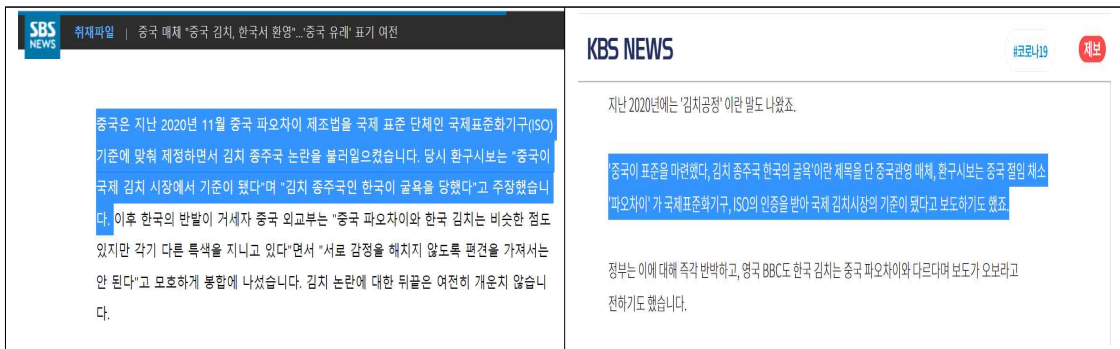 SBS
NEWS
취재파일 | 중국 매체 "중국 김치, 한국서 환영"...'중국 유래' 표기 여전
중국은 지난 2020년 11월 중국 파오차이 제조법을 국제 표준 단체인 국제표준화기구(ISO)
기준에 맞춰 제정하면서 김치 종주국 논란을 불러일으켰습니다. 당시 환구시보는 "중국이
국제 김치 시장에서 기준이 됐다"며 "김치 종주국인 한국이 굴욕을 당했다"고 주장했습니
다. 이후 한국의 반발이 거세자 중국 외교부는 "중국 파오차이와 한국 김치는 비슷한 점도
있지만 각기 다른 특색을 지니고 있다"면서 "서로 감정을 해치지 않도록 편견을 가져서는
안 된다"고 모호하게 봉합에 나섰습니다. 김치 논란에 대한 뒤끝은 여전히 개운치 않습니
다.
KBS NEWS
#코로나19
제보
지난 2020년에는 '김치공정' 이란 말도 나왔죠.
'중국이 표준을 마련했다, 김치 종주국 한국의 굴욕'이란 제목을 단 중국관영 매체, 환구시보는 중국 절임 채소
'파오차이' 가 국제표준화기구, ISO의 인증을 받아 국제 김치시장의 기준이 됐다고 보도하기도 했죠.
정부는 이에 대해 즉각 반박하고, 영국 BBC도 한국 김치는 중국 파오차이와 다르다며 보도가 오보라고
전하기도 했습니다.